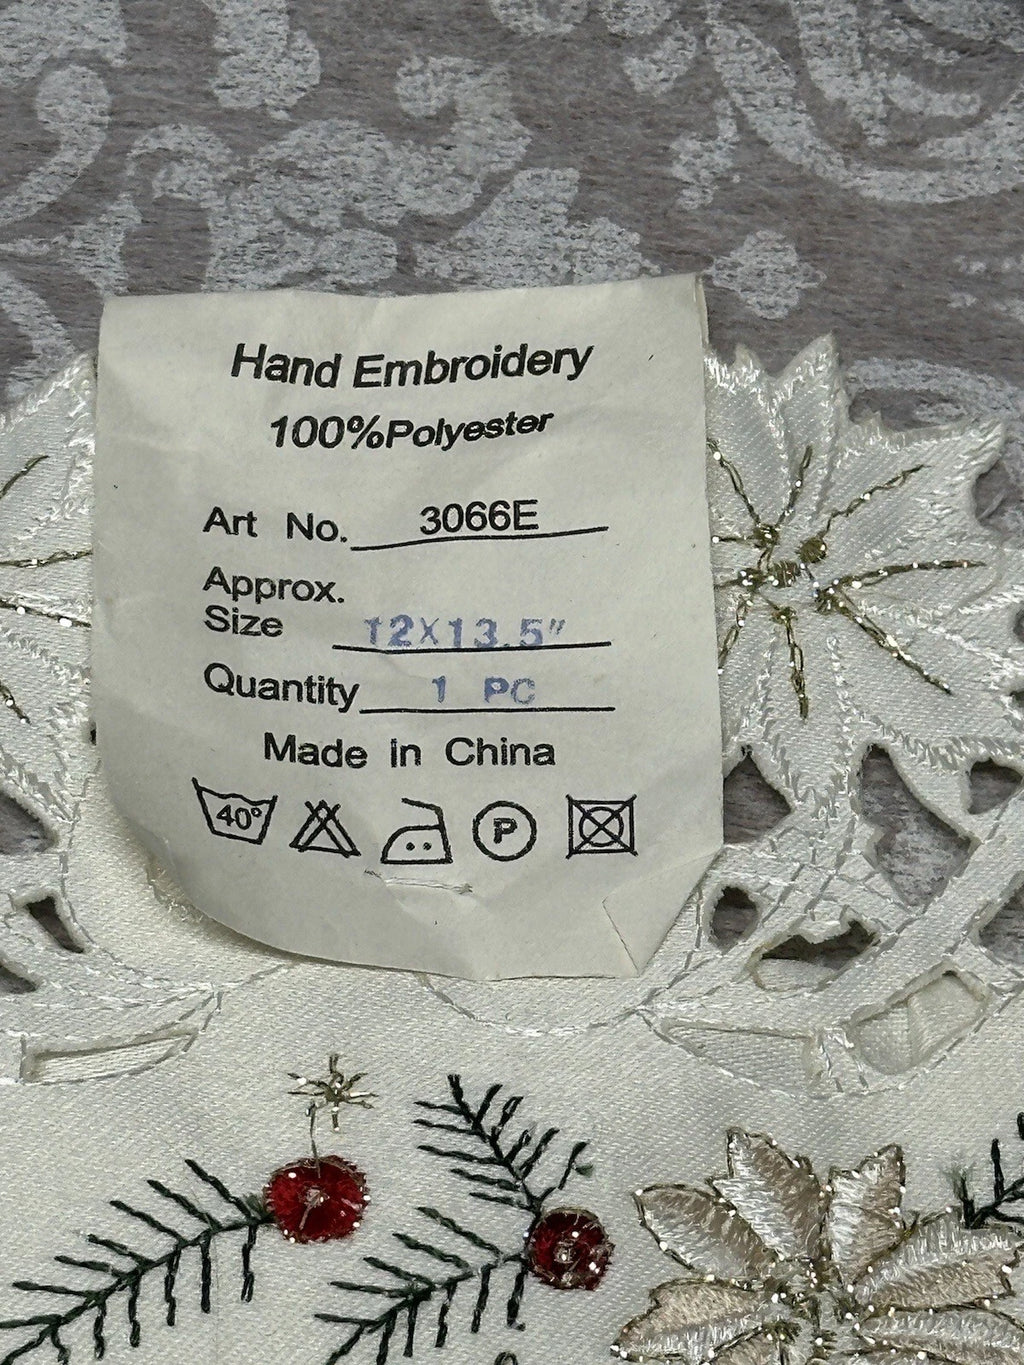 Hand Embroidery
100%Polyester
Art No. 3066E
Approx.
Size 12X13.5"
Quantity 1 PC
Made in China
40° P